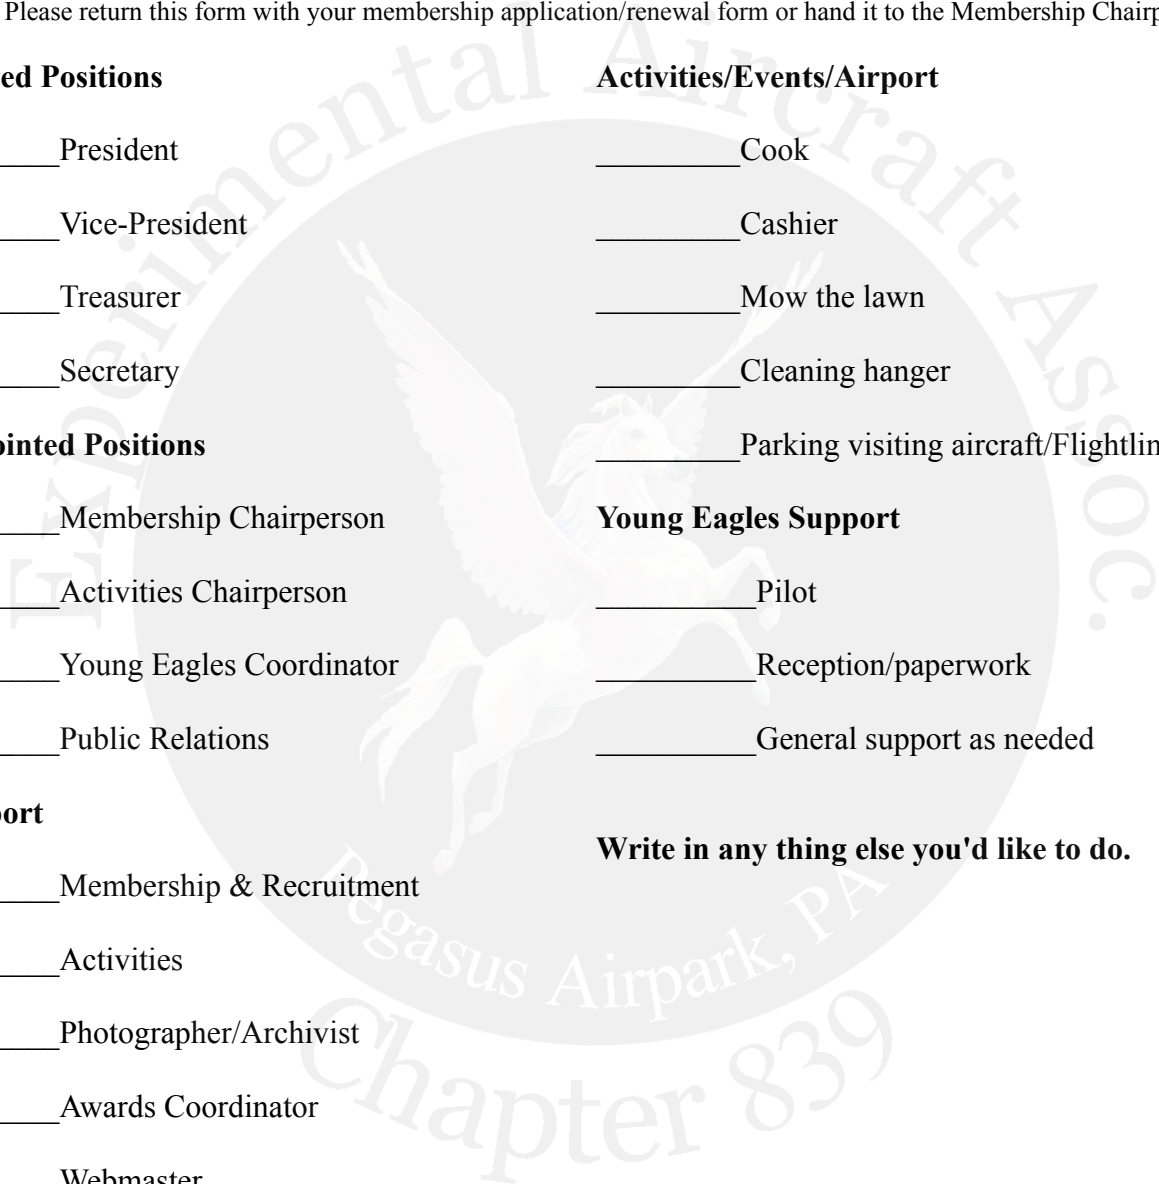 Please return this form with your membership application/renewal form or hand it to the Membership Chairp
ed Positions
____President
____Vice-President
____Treasurer
____Secretary
ointed Positions
____Membership Chairperson
____Activities Chairperson
____Young Eagles Coordinator
____Public Relations
port
____Membership & Recruitment
____Activities
____Photographer/Archivist
____Awards Coordinator
____Webmaster
Activities/Events/Airport
_________Cook
_________Cashier
_________Mow the lawn
_________Cleaning hanger
_________Parking visiting aircraft/Flightlin
Young Eagles Support
__________Pilot
__________Reception/paperwork
__________General support as needed
Write in any thing else you'd like to do.
Experimental Aircraft Assoc.
Pegasus Airpark, PA
Chapter 839